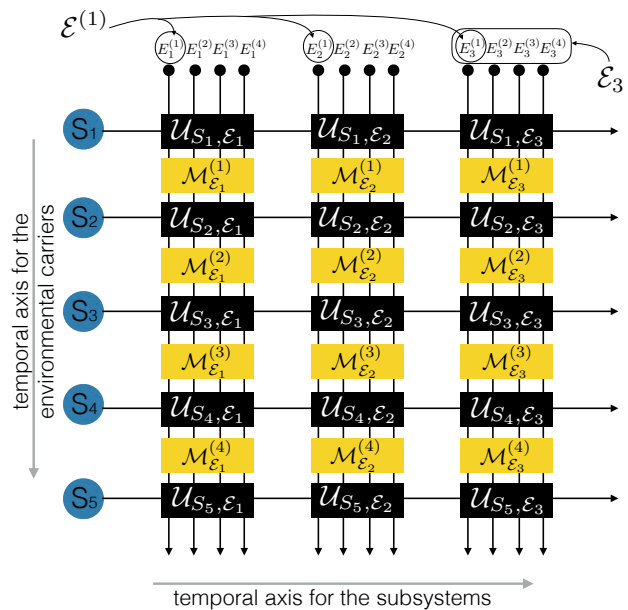 ℰ^{(1)}
E_1^{(1)} E_1^{(2)} E_1^{(3)} E_1^{(4)} E_2^{(1)} E_2^{(2)} E_2^{(3)} E_2^{(4)} E_3^{(1)} E_3^{(2)} E_3^{(3)} E_3^{(4)}
ℰ_3
S_1 𝒰_{S_1,ℰ_1} 𝒰_{S_1,ℰ_2} 𝒰_{S_1,ℰ_3}
ℳ_{ℰ_1}^{(1)} ℳ_{ℰ_2}^{(1)} ℳ_{ℰ_3}^{(1)}
S_2 𝒰_{S_2,ℰ_1} 𝒰_{S_2,ℰ_2} 𝒰_{S_2,ℰ_3}
ℳ_{ℰ_1}^{(2)} ℳ_{ℰ_2}^{(2)} ℳ_{ℰ_3}^{(2)}
S_3 𝒰_{S_3,ℰ_1} 𝒰_{S_3,ℰ_2} 𝒰_{S_3,ℰ_3}
ℳ_{ℰ_1}^{(3)} ℳ_{ℰ_2}^{(3)} ℳ_{ℰ_3}^{(3)}
S_4 𝒰_{S_4,ℰ_1} 𝒰_{S_4,ℰ_2} 𝒰_{S_4,ℰ_3}
ℳ_{ℰ_1}^{(4)} ℳ_{ℰ_2}^{(4)} ℳ_{ℰ_3}^{(4)}
S_5 𝒰_{S_5,ℰ_1} 𝒰_{S_5,ℰ_2} 𝒰_{S_5,ℰ_3}
temporal axis for the
environmental carriers
temporal axis for the subsystems